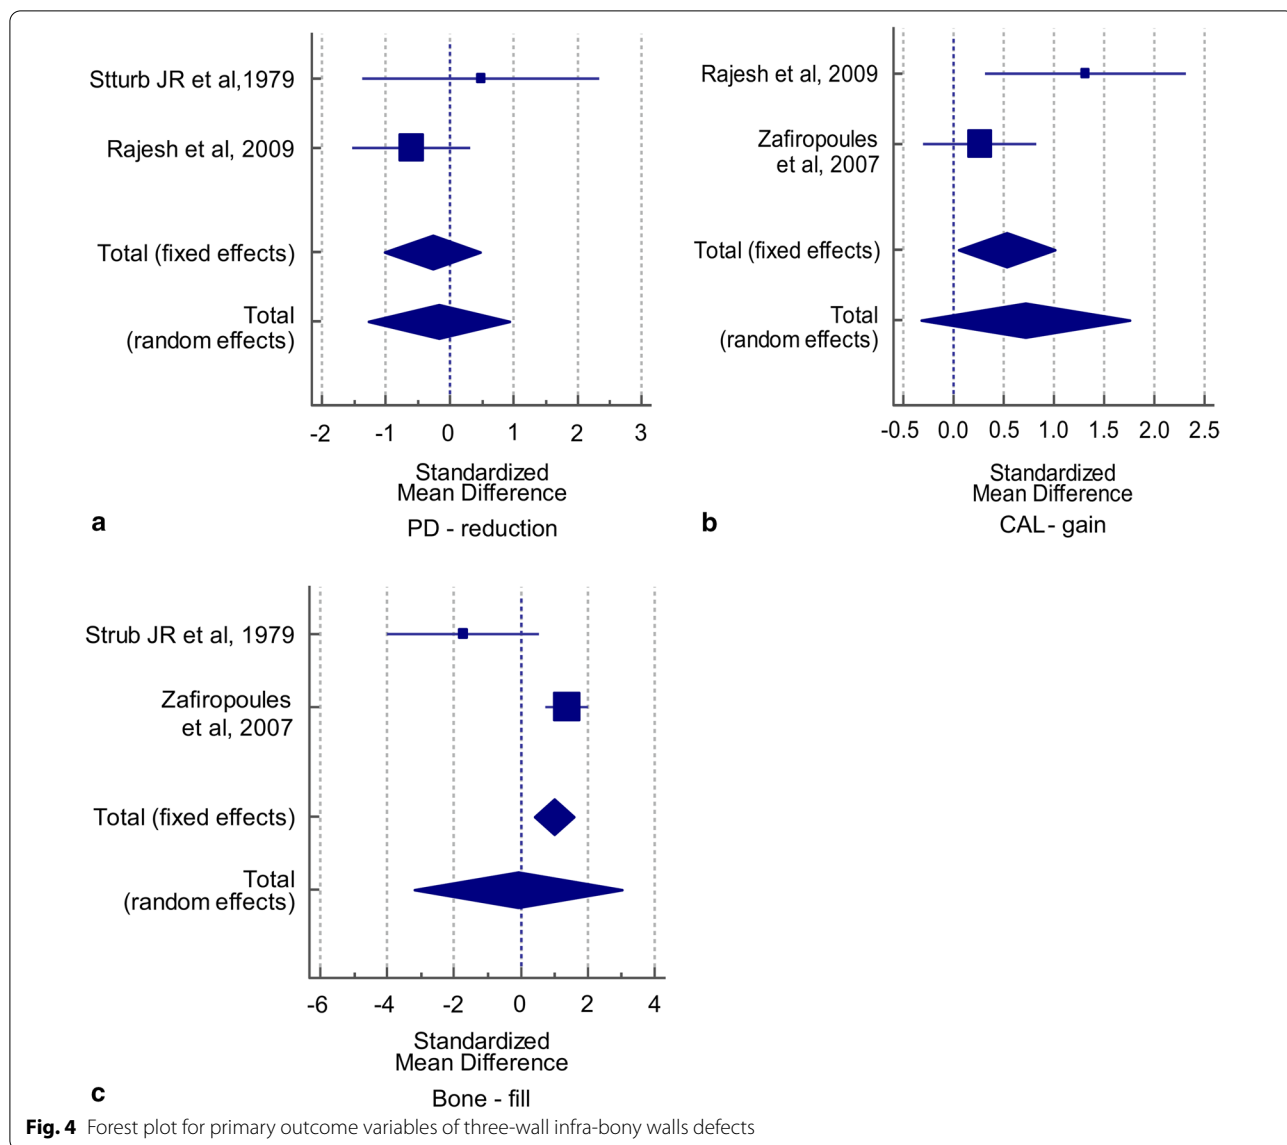 Stturb JR et al,1979
Rajesh et al, 2009
Total (fixed effects)
Total
(random effects)
-2 -1 0 1 2 3
Standardized
Mean Difference
a
PD - reduction
Rajesh et al, 2009
Zafiropoules
et al, 2007
Total (fixed effects)
Total
(random effects)
-0.5 0.0 0.5 1.0 1.5 2.0 2.5
Standardized
Mean Difference
b
CAL - gain
Strub JR et al, 1979
Zafiropoules
et al, 2007
Total (fixed effects)
Total
(random effects)
-6 -4 -2 0 2 4
Standardized
Mean Difference
c
Bone - fill
Fig. 4 Forest plot for primary outcome variables of three-wall infra-bony walls defects